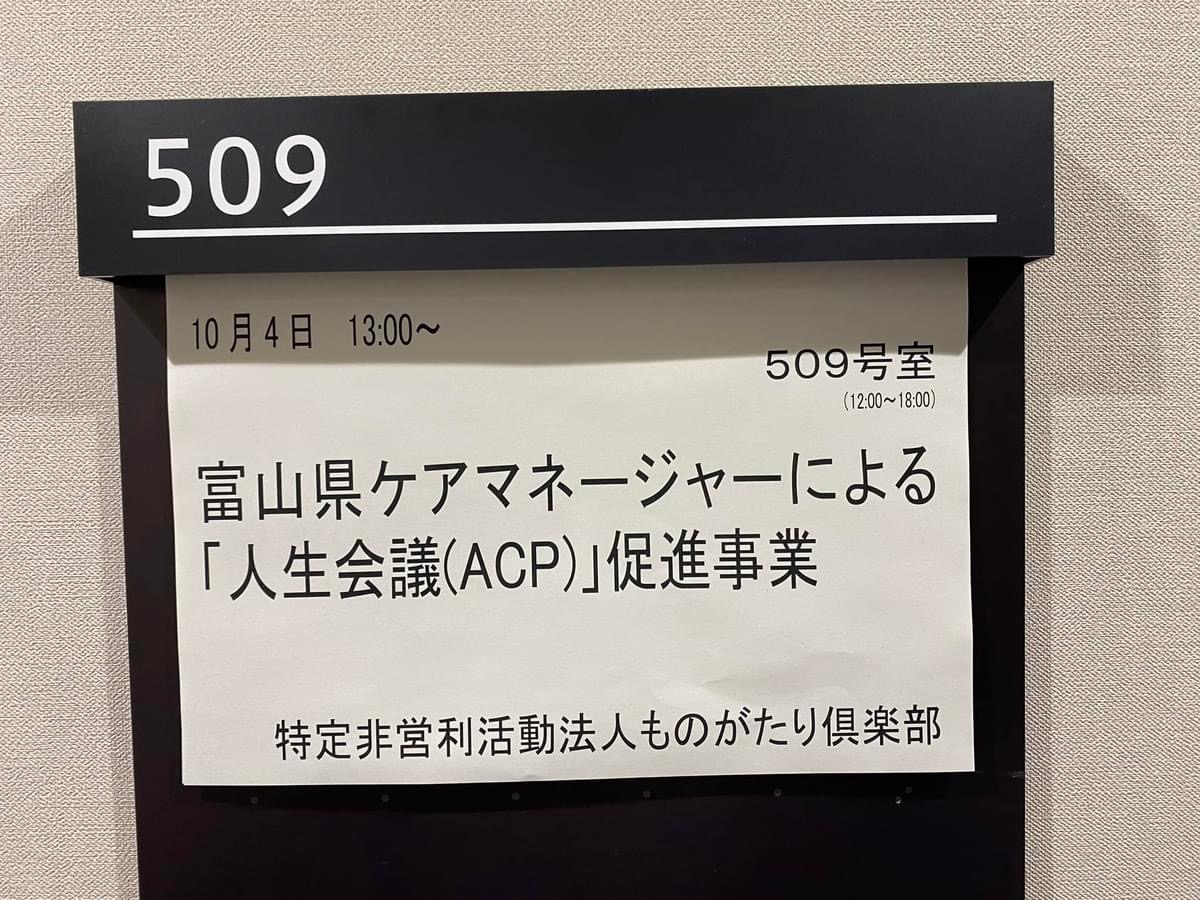 509
10月4日 13:00～
509号室
(12:00～18:00)
富山県ケアマネージャーによる
「人生会議(ACP)」促進事業
特定非営利活動法人ものがたり倶楽部